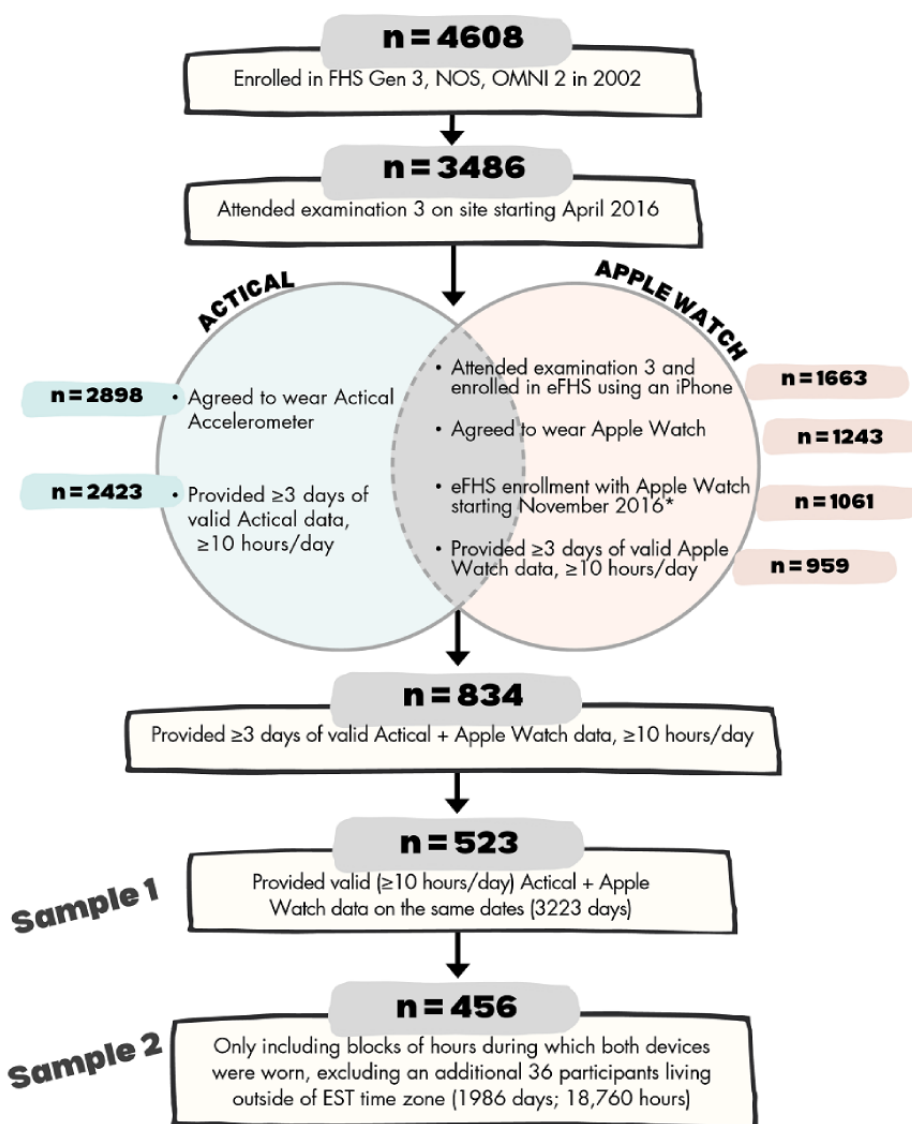 n = 4608
Enrolled in FHS Gen 3, NOS, OMNI 2 in 2002
n = 3486
Attended examination 3 on site starting April 2016
ACTICAL
APPLE WATCH
n = 2898
• Agreed to wear Actical
Accelerometer
n = 2423
• Provided ≥3 days of
valid Actical data,
≥10 hours/day
• Attended examination 3 and
enrolled in eFHS using an iPhone
n = 1663
• Agreed to wear Apple Watch
n = 1243
• eFHS enrollment with Apple Watch
starting November 2016*
n = 1061
• Provided ≥3 days of valid Apple
Watch data, ≥10 hours/day
n = 959
n = 834
Provided ≥3 days of valid Actical + Apple Watch data, ≥10 hours/day
Sample 1
n = 523
Provided valid (≥10 hours/day) Actical + Apple
Watch data on the same dates (3223 days)
Sample 2
n = 456
Only including blocks of hours during which both devices
were worn, excluding an additional 36 participants living
outside of EST time zone (1986 days; 18,760 hours)